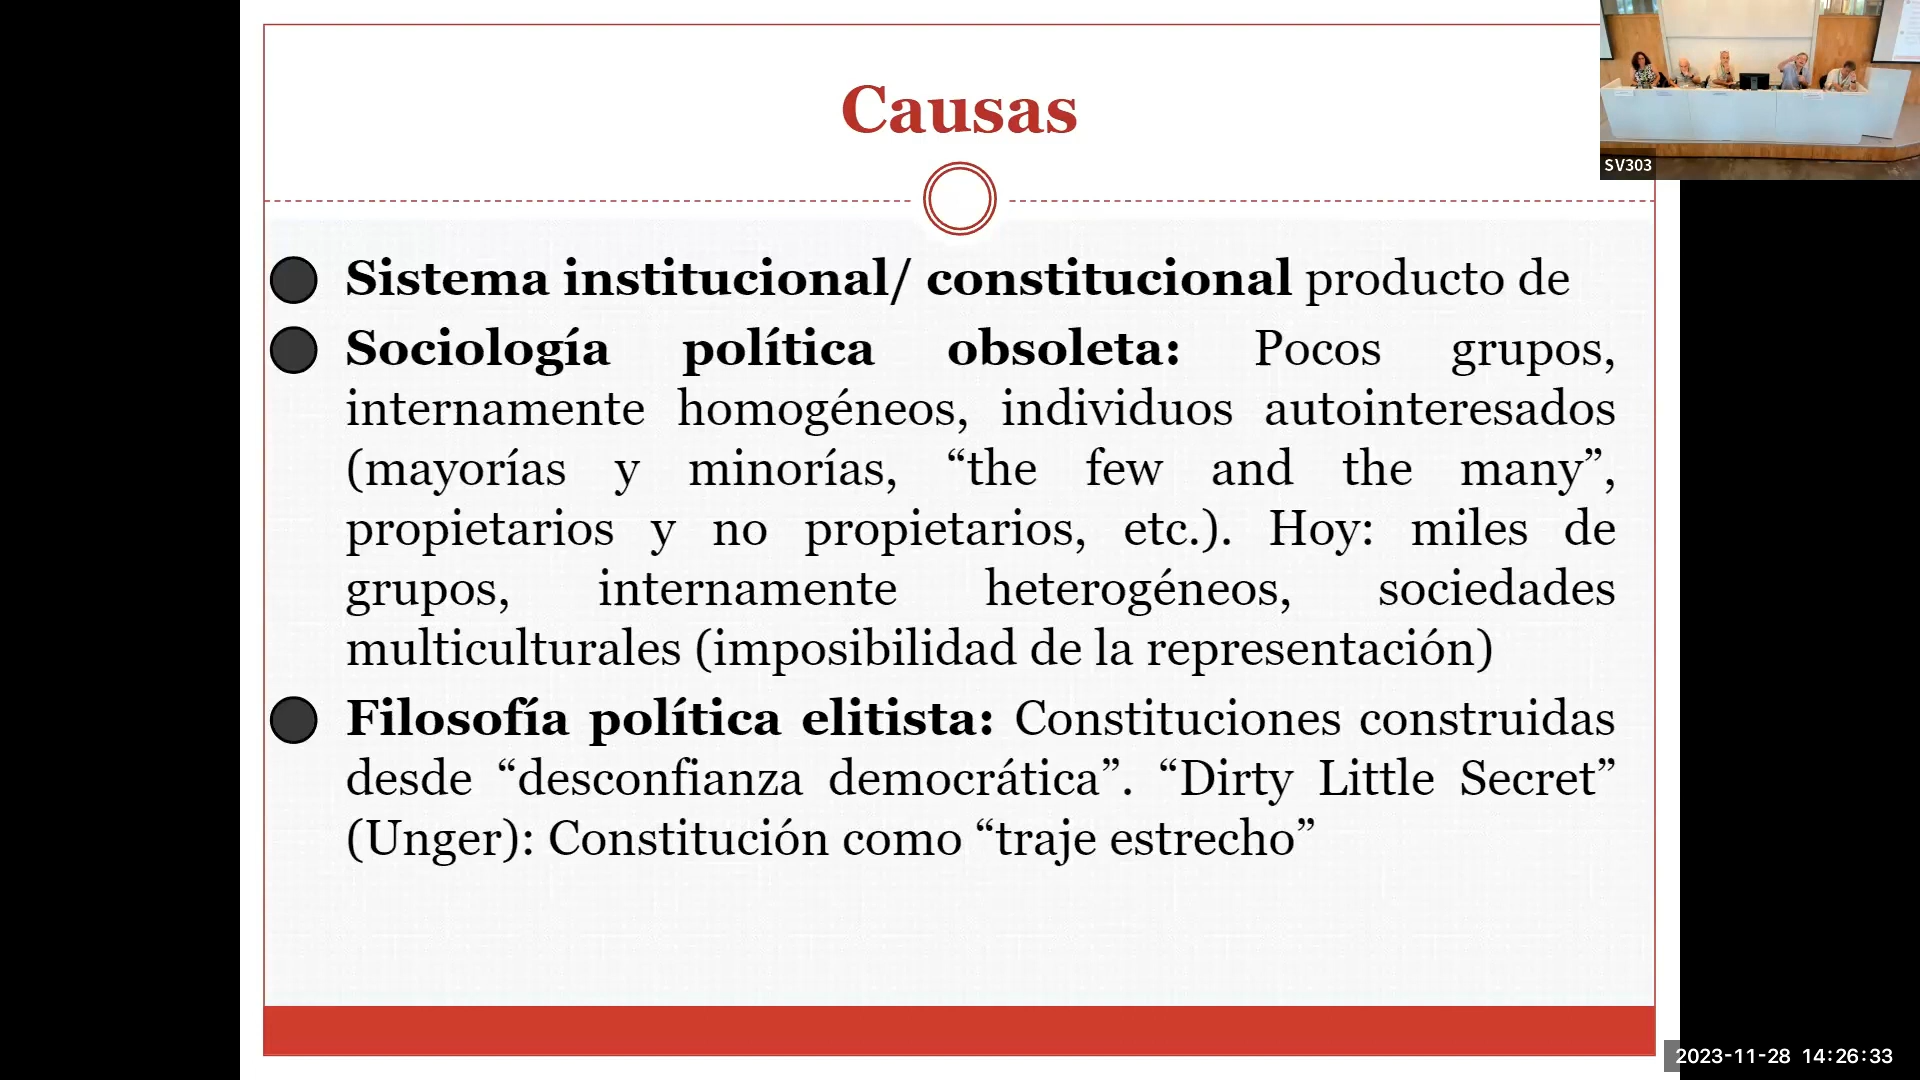 Causas
SV303
Sistema institucional/ constitucional producto de
Sociología política obsoleta: Pocos grupos,
internamente homogéneos, individuos autointeresados
(mayorías y minorías, “the few and the many”,
propietarios y no propietarios, etc.). Hoy: miles de
grupos, internamente heterogéneos, sociedades
multiculturales (imposibilidad de la representación)
Filosofía política elitista: Constituciones construidas
desde “desconfianza democrática”. “Dirty Little Secret”
(Unger): Constitución como “traje estrecho”
2023-11-28 14:26:33